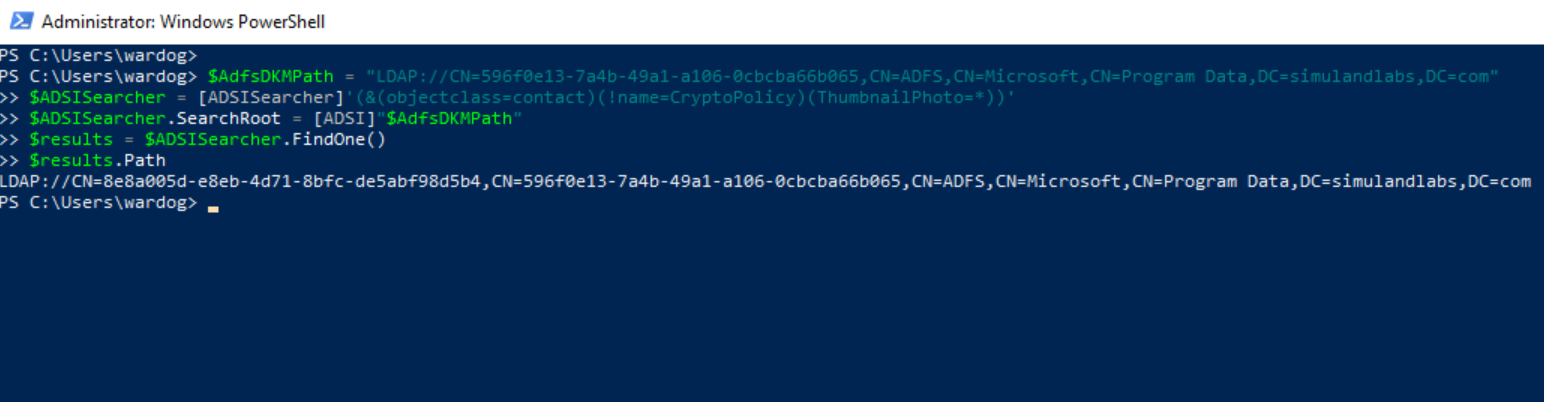 Administrator: Windows PowerShell
PS C:\Users\wardog>
PS C:\Users\wardog> $AdfsDKMPath = "LDAP://CN=596f0e13-7a4b-49a1-a106-0cbcba66b065,CN=ADFS,CN=Microsoft,CN=Program Data,DC=simulandlabs,DC=com"
>> $ADSISearcher = [ADSISearcher]'(&(objectclass=contact)(!name=CryptoPolicy)(ThumbnailPhoto=*))'
>> $ADSISearcher.SearchRoot = [ADSI]"$AdfsDKMPath"
>> $results = $ADSISearcher.FindOne()
>> $results.Path
LDAP://CN=8e8a005d-e8eb-4d71-8bfc-de5abf98d5b4,CN=596f0e13-7a4b-49a1-a106-0cbcba66b065,CN=ADFS,CN=Microsoft,CN=Program Data,DC=simulandlabs,DC=com
PS C:\Users\wardog>